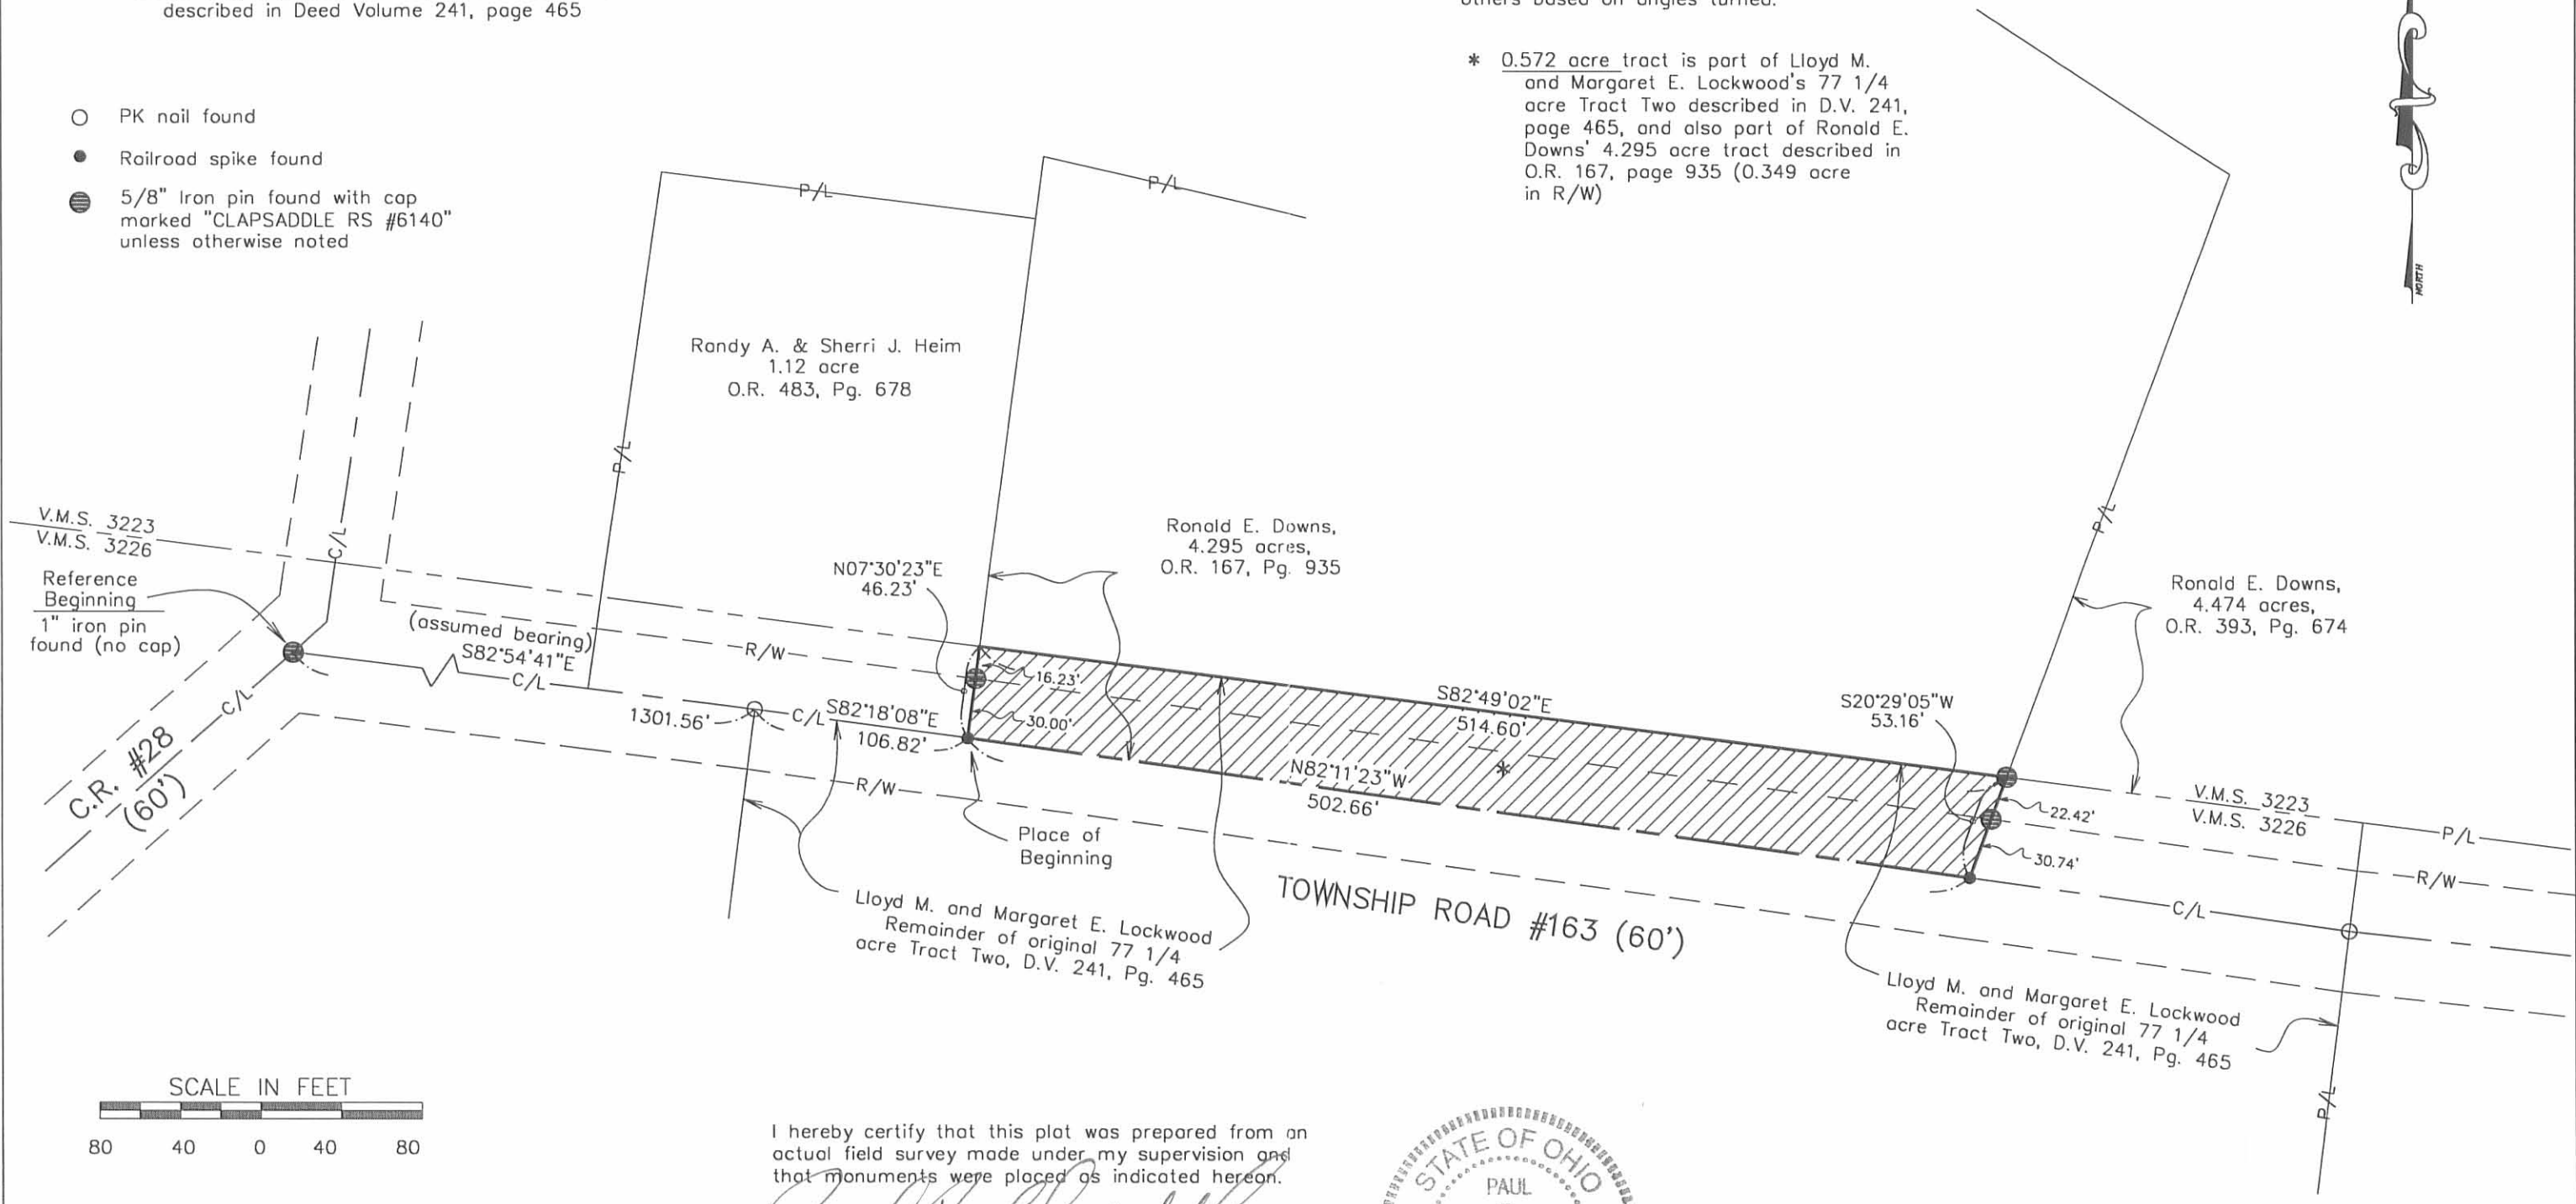 described in Deed Volume 241, page 465
others based on angles turned.
* 0.572 acre tract is part of Lloyd M.
and Margaret E. Lockwood's 77 1/4
acre Tract Two described in D.V. 241,
page 465, and also part of Ronald E.
Downs' 4.295 acre tract described in
O.R. 167, page 935 (0.349 acre
in R/W)
NORTH
PK nail found
Railroad spike found
5/8" Iron pin found with cap
marked "CLAPSADDLE RS #6140"
unless otherwise noted
P/L
P/L
Randy A. & Sherri J. Heim
1.12 acre
O.R. 483, Pg. 678
P/L
P/L
V.M.S. 3223
V.M.S. 3226
C/L
Reference
Beginning
1" iron pin
found (no cap)
(assumed bearing)
S82°54'41"E
C/L
R/W
C/L
C.R. #28
(60')
N07°30'23"E
46.23'
Ronald E. Downs,
4.295 acres,
O.R. 167, Pg. 935
Ronald E. Downs,
4.474 acres,
O.R. 393, Pg. 674
1301.56'
C/L
S82°18'08"E
106.82'
16.23'
30.00'
S82°49'02"E
514.60'
*
N82°11'23"W
502.66'
S20°29'05"W
53.16'
22.42'
30.74'
V.M.S. 3223
V.M.S. 3226
P/L
R/W
C/L
R/W
Place of
Beginning
TOWNSHIP ROAD #163 (60')
Lloyd M. and Margaret E. Lockwood
Remainder of original 77 1/4
acre Tract Two, D.V. 241, Pg. 465
Lloyd M. and Margaret E. Lockwood
Remainder of original 77 1/4
acre Tract Two, D.V. 241, Pg. 465
P/L
SCALE IN FEET
80 40 0 40 80
I hereby certify that this plat was prepared from an
actual field survey made under my supervision and
that monuments were placed as indicated hereon.
STATE OF OHIO
PAUL